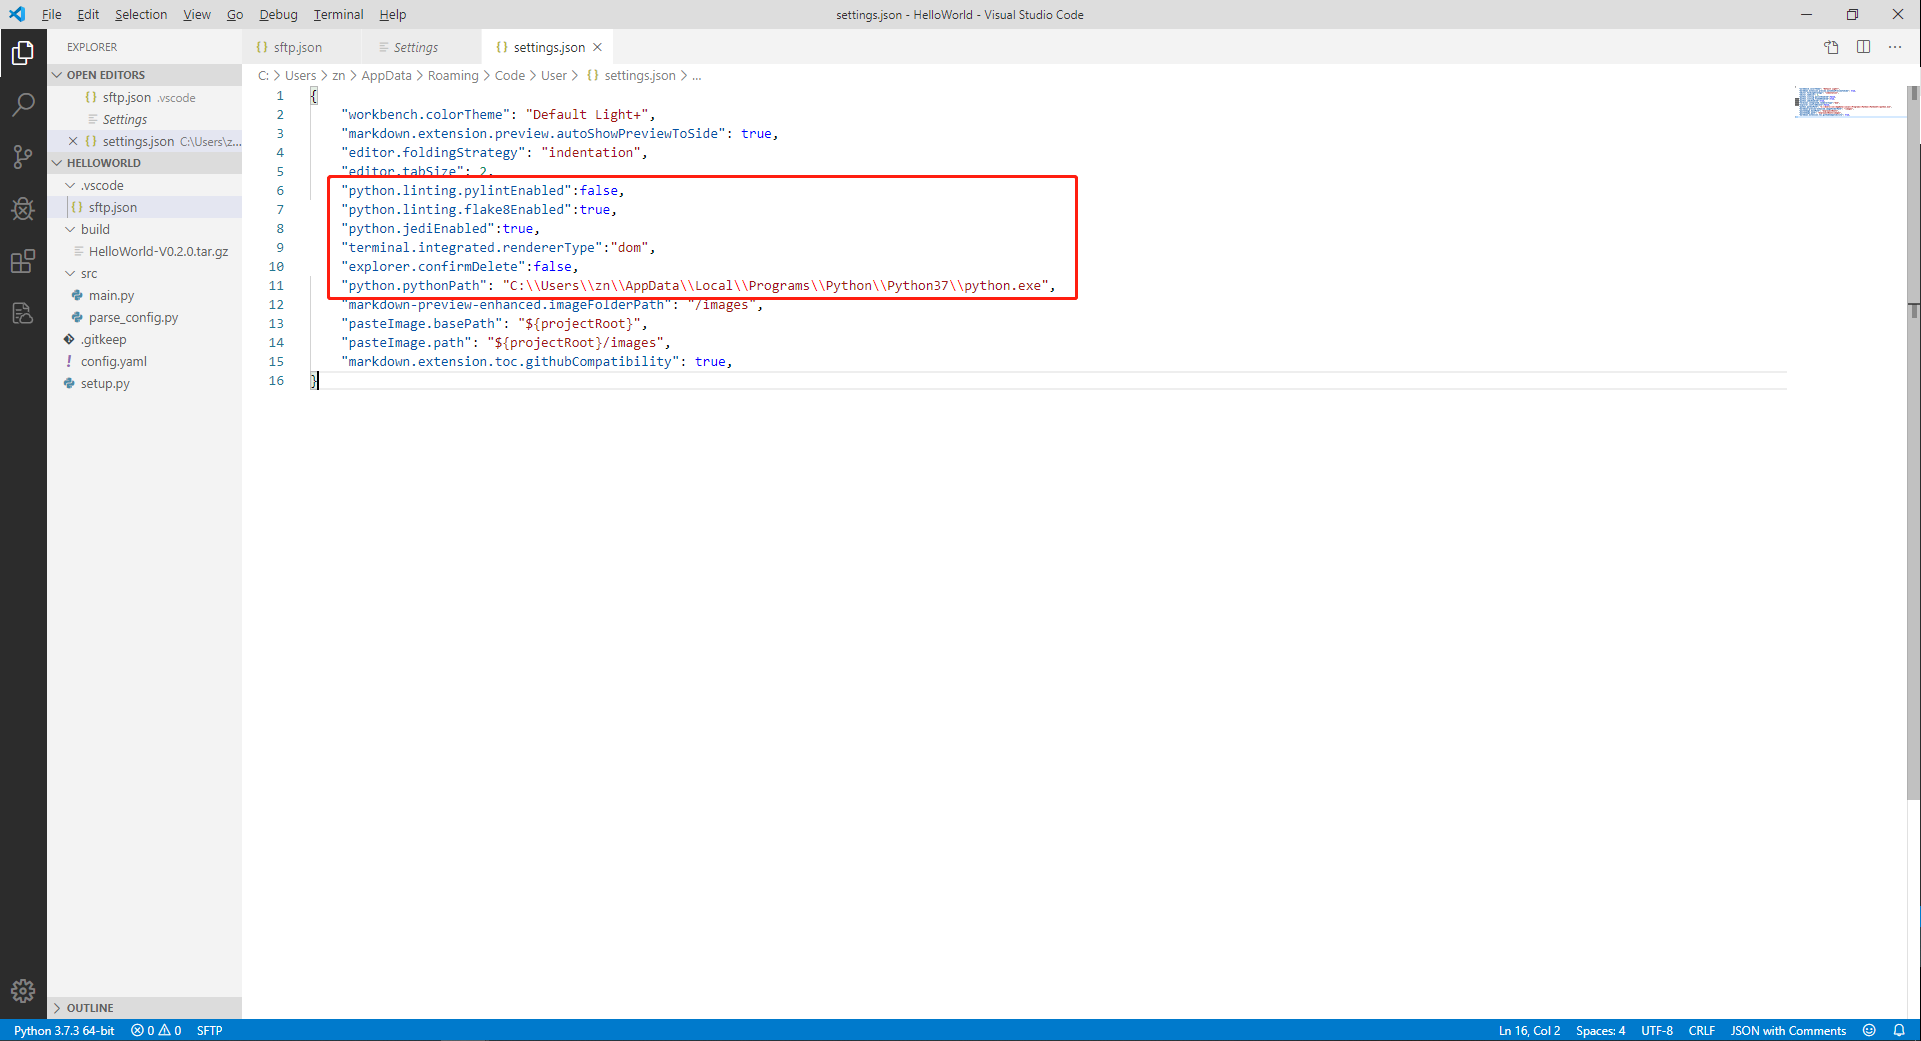 File Edit Selection View Go Debug Terminal Help
settings.json - HelloWorld - Visual Studio Code
EXPLORER
OPEN EDITORS
{} sftp.json .vscode
Settings
{} settings.json C:\Users\z...
HELLOWORLD
.vscode
{} sftp.json
build
HelloWorld-V0.2.0.tar.gz
src
main.py
parse_config.py
.gitkeep
! config.yaml
setup.py
OUTLINE
{} sftp.json
Settings
{} settings.json
C: > Users > zn > AppData > Roaming > Code > User > {} settings.json > ...
1 {
2 "workbench.colorTheme": "Default Light+",
3 "markdown.extension.preview.autoShowPreviewToSide": true,
4 "editor.foldingStrategy": "indentation",
5 "editor.tabSize": 2,
6 "python.linting.pylintEnabled":false,
7 "python.linting.flake8Enabled":true,
8 "python.jediEnabled":true,
9 "terminal.integrated.rendererType":"dom",
10 "explorer.confirmDelete":false,
11 "python.pythonPath": "C:\\Users\\zn\\AppData\\Local\\Programs\\Python\\Python37\\python.exe",
12 "markdown-preview-enhanced.imageFolderPath": "/images",
13 "pasteImage.basePath": "${projectRoot}",
14 "pasteImage.path": "${projectRoot}/images",
15 "markdown.extension.toc.githubCompatibility": true,
16 }
Python 3.7.3 64-bit 0 0 SFTP
Ln 16, Col 2 Spaces: 4 UTF-8 CRLF JSON with Comments